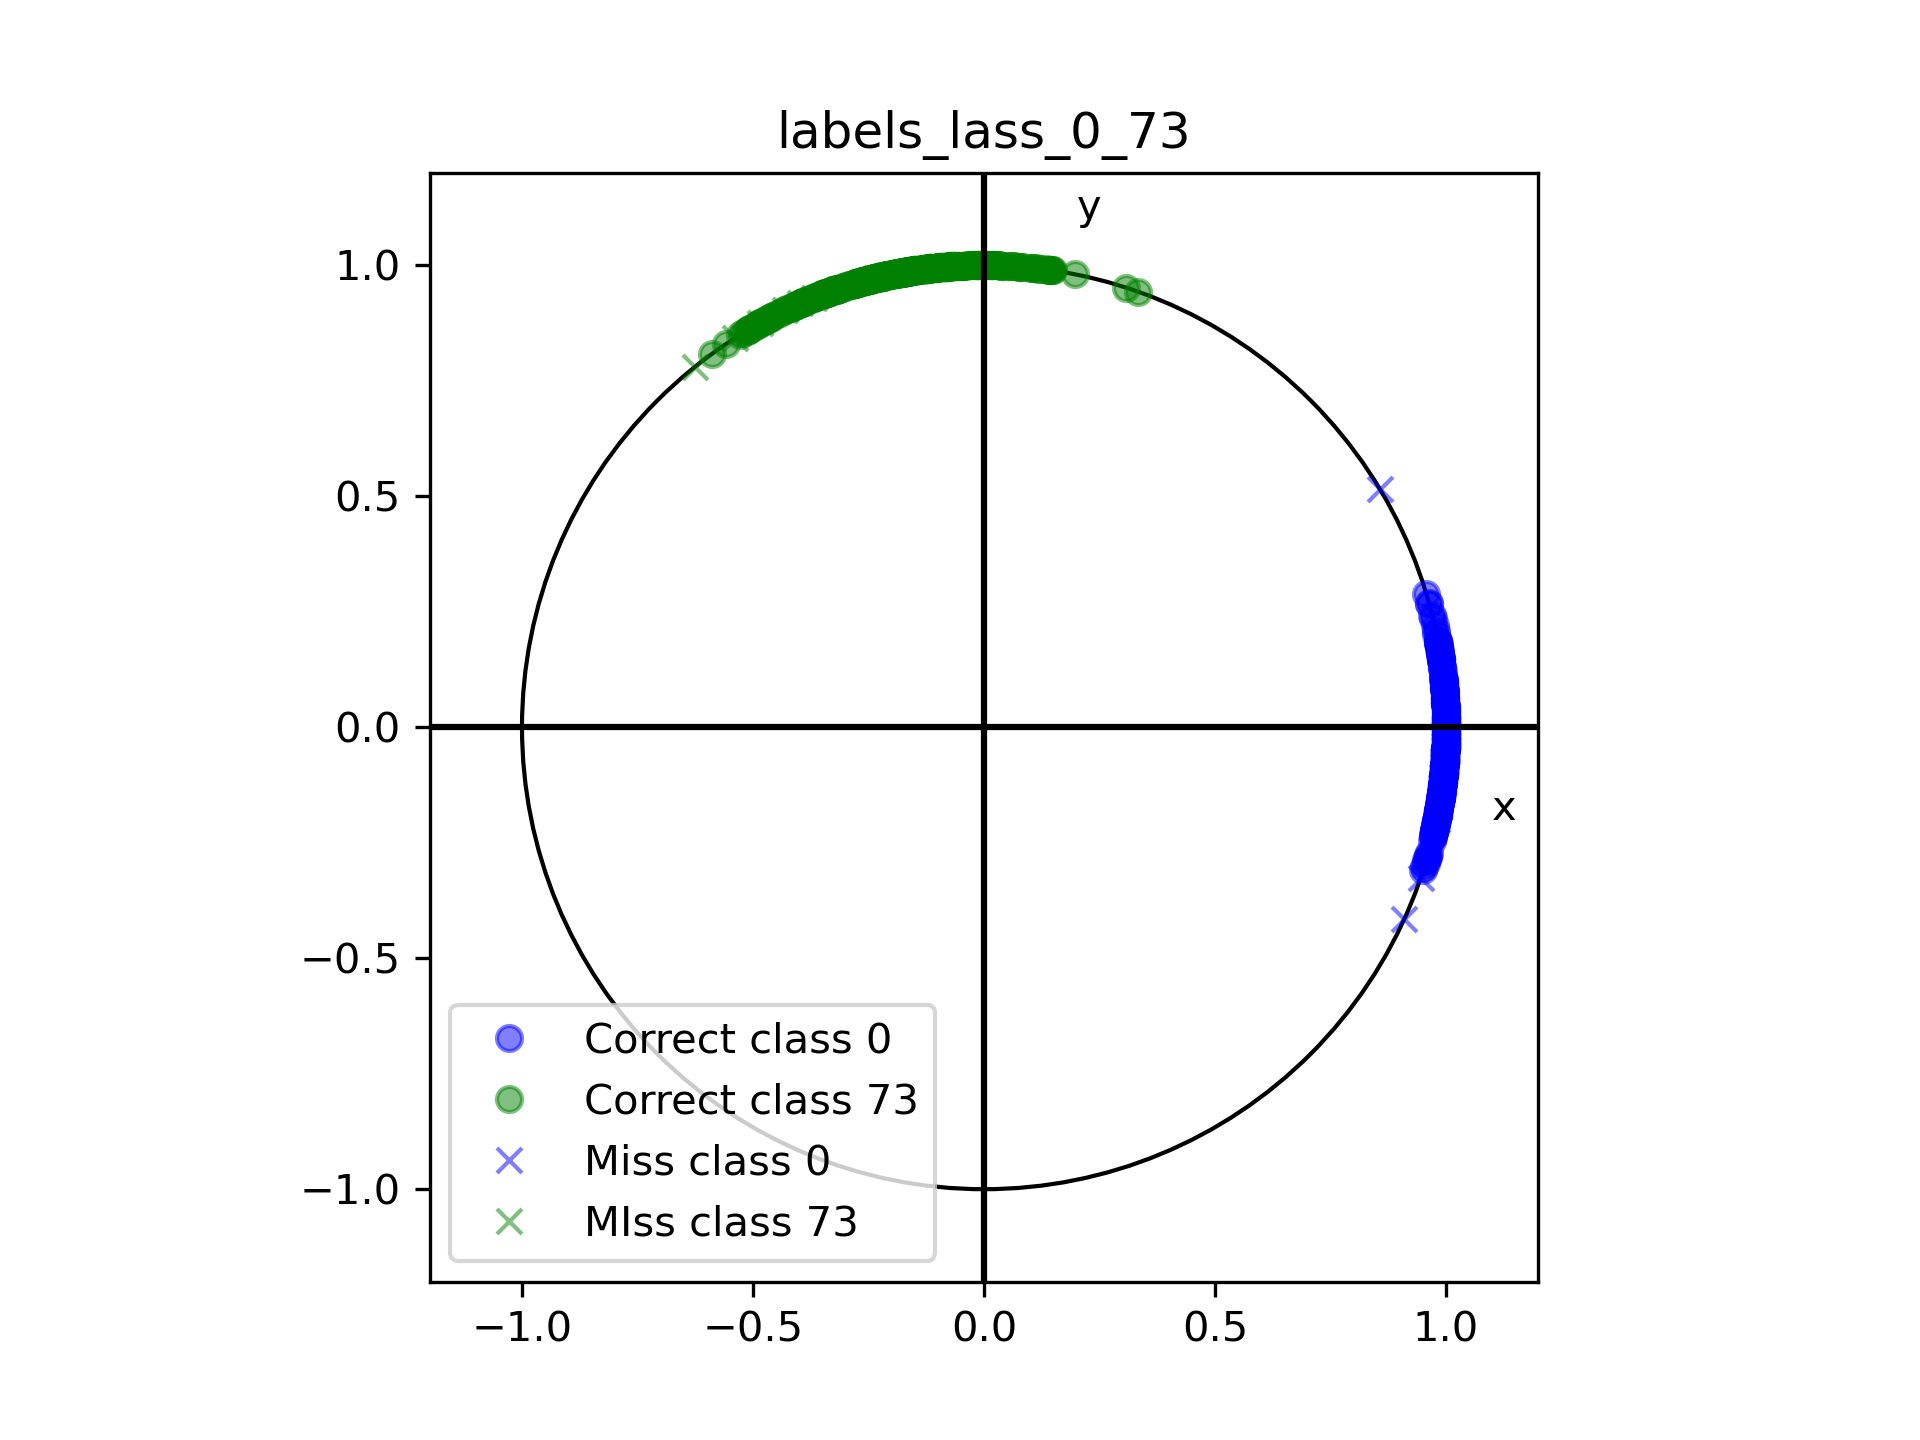 labels_lass_0_73
y
1.0
0.5
0.0
x
−0.5
−1.0
Correct class 0
Correct class 73
Miss class 0
MIss class 73
−1.0 −0.5 0.0 0.5 1.0